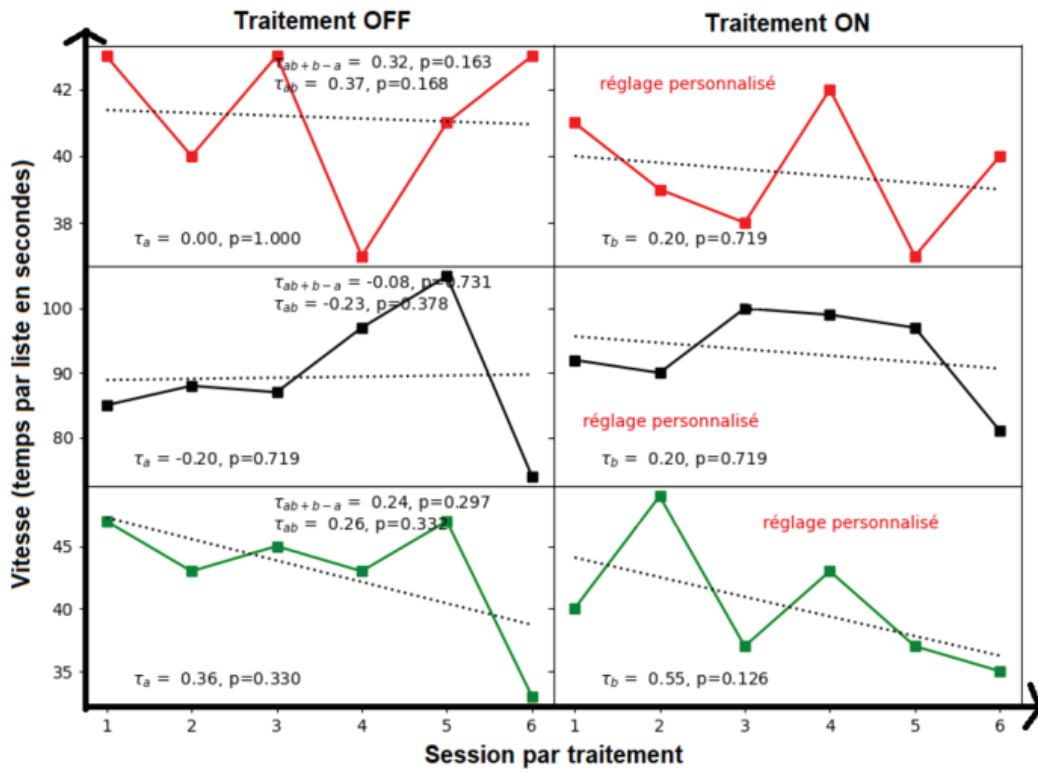 Traitement OFF
Traitement ON
Vitesse (temps par liste en secondes)
42
40
38
τab+b−a = 0.32, p=0.163
τab = 0.37, p=0.168
τa = 0.00, p=1.000
réglage personnalisé
τb = 0.20, p=0.719
100
90
80
τab+b−a = -0.08, p=0.731
τab = -0.23, p=0.378
τa = -0.20, p=0.719
réglage personnalisé
τb = 0.20, p=0.719
45
40
35
τab+b−a = 0.24, p=0.297
τab = 0.26, p=0.332
τa = 0.36, p=0.330
réglage personnalisé
τb = 0.55, p=0.126
1 2 3 4 5 6
1 2 3 4 5 6
Session par traitement